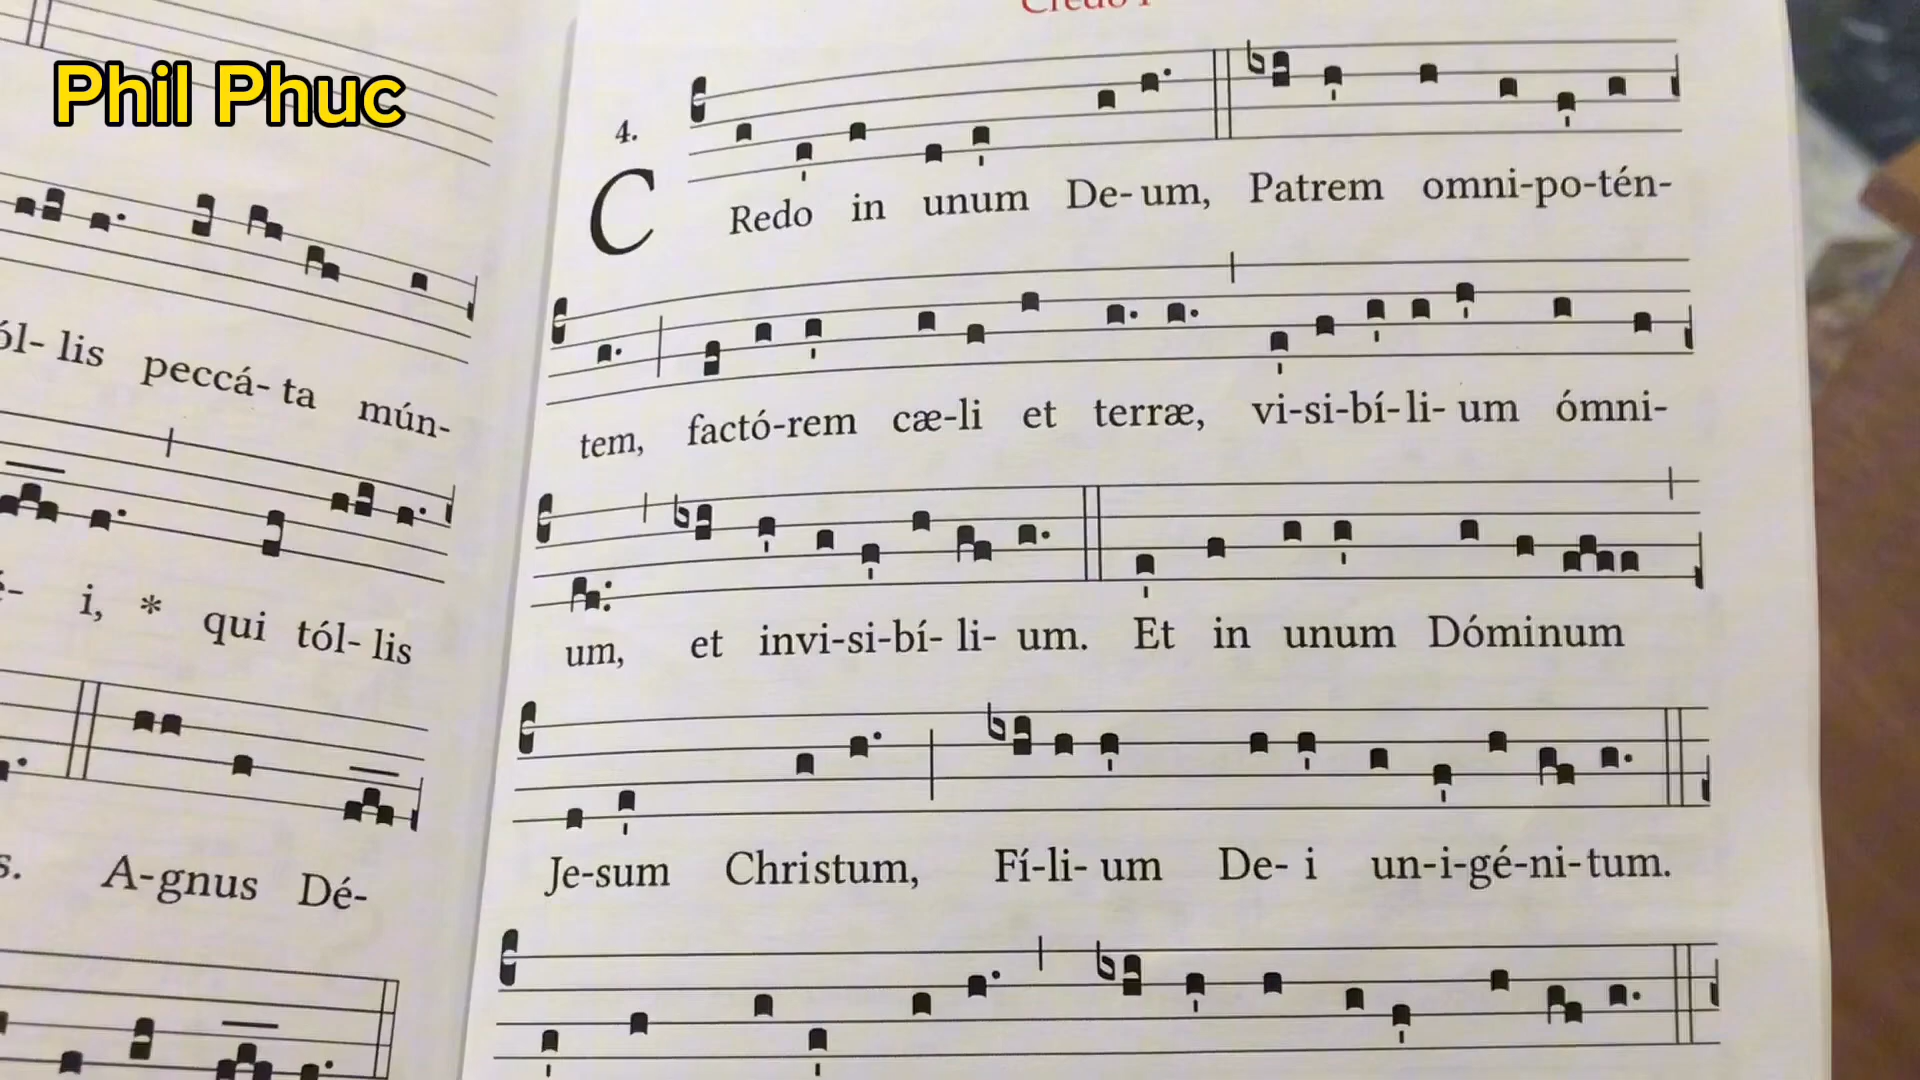 Phil Phuc
Credo I
4.
CRedo in unum De-um, Patrem omni-po-tén-
tem, factó-rem cæ-li et terræ, vi-si-bí-li-um ómni-
um, et invi-si-bí-li-um. Et in unum Dóminum
Je-sum Christum, Fí-li-um De-i un-i-gé-ni-tum.
ól-lis peccá-ta mún-
i, * qui tól-lis
s. A-gnus Dé-